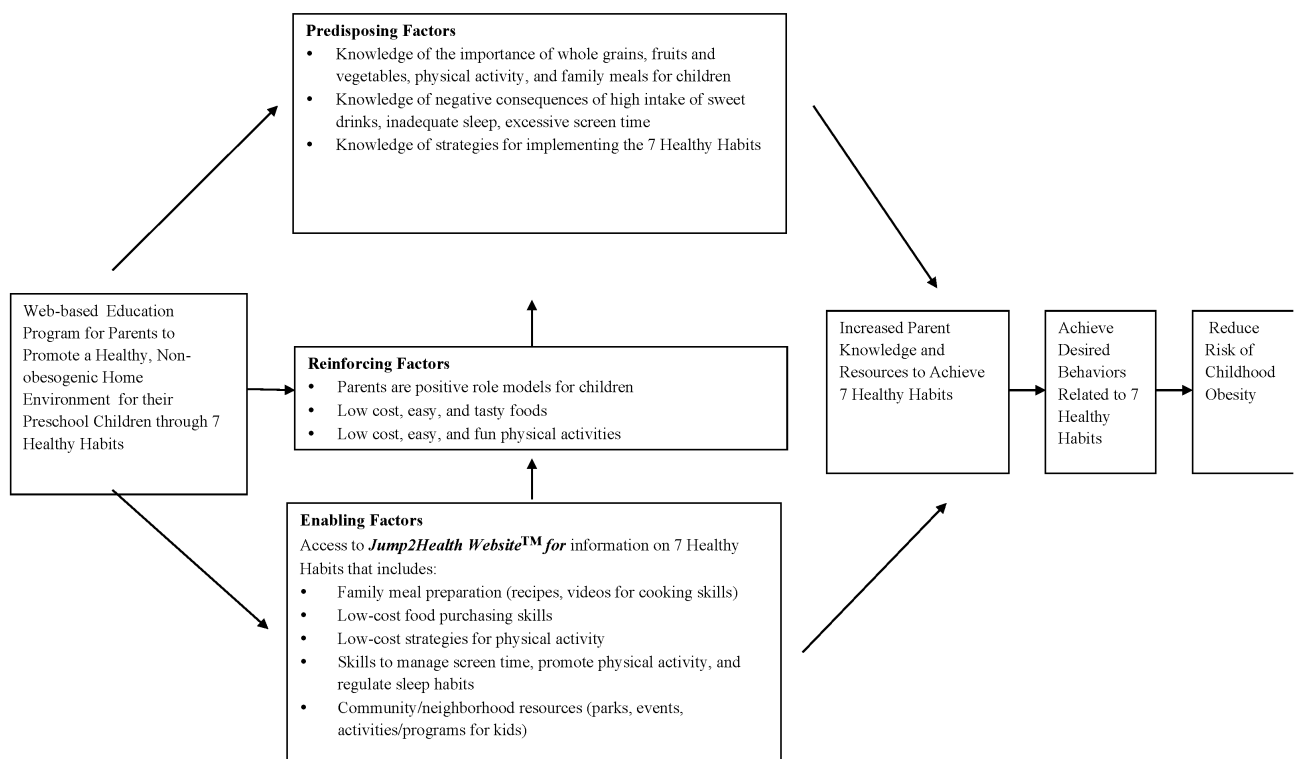 Predisposing Factors
• Knowledge of the importance of whole grains, fruits and
vegetables, physical activity, and family meals for children
• Knowledge of negative consequences of high intake of sweet
drinks, inadequate sleep, excessive screen time
• Knowledge of strategies for implementing the 7 Healthy Habits
Web-based Education
Program for Parents to
Promote a Healthy, Non-
obesogenic Home
Environment for their
Preschool Children through 7
Healthy Habits
Reinforcing Factors
• Parents are positive role models for children
• Low cost, easy, and tasty foods
• Low cost, easy, and fun physical activities
Enabling Factors
Access to Jump2Health Website™ for information on 7 Healthy
Habits that includes:
• Family meal preparation (recipes, videos for cooking skills)
• Low-cost food purchasing skills
• Low-cost strategies for physical activity
• Skills to manage screen time, promote physical activity, and
regulate sleep habits
• Community/neighborhood resources (parks, events,
activities/programs for kids)
Increased Parent
Knowledge and
Resources to Achieve
7 Healthy Habits
Achieve
Desired
Behaviors
Related to 7
Healthy
Habits
Reduce
Risk of
Childhood
Obesity